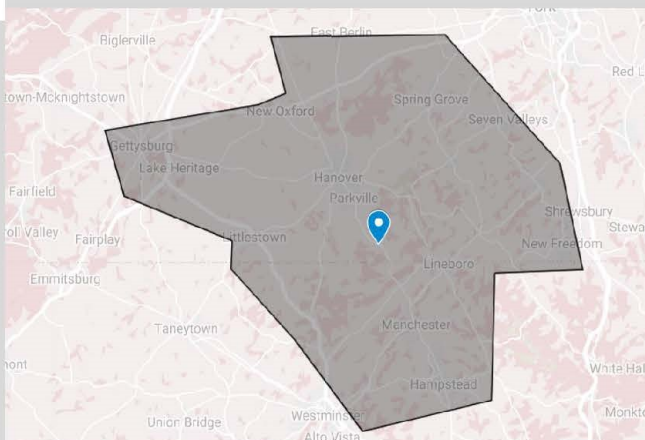 York
Biglerville
East Berlin
Red L
town-Mcknightstown
Spring Grove
New Oxford
Seven Valleys
Gettysburg
Lake Heritage
Hanover
Fairfield
Parkville
Shrewsbury
Stewa
roll Valley
Fairplay
Littlestown
New Freedom
Lineboro
Emmitsburg
Taneytown
Manchester
mont
White Hal
Hampstead
Monkto
Union Bridge
Westminster
Alto Vista